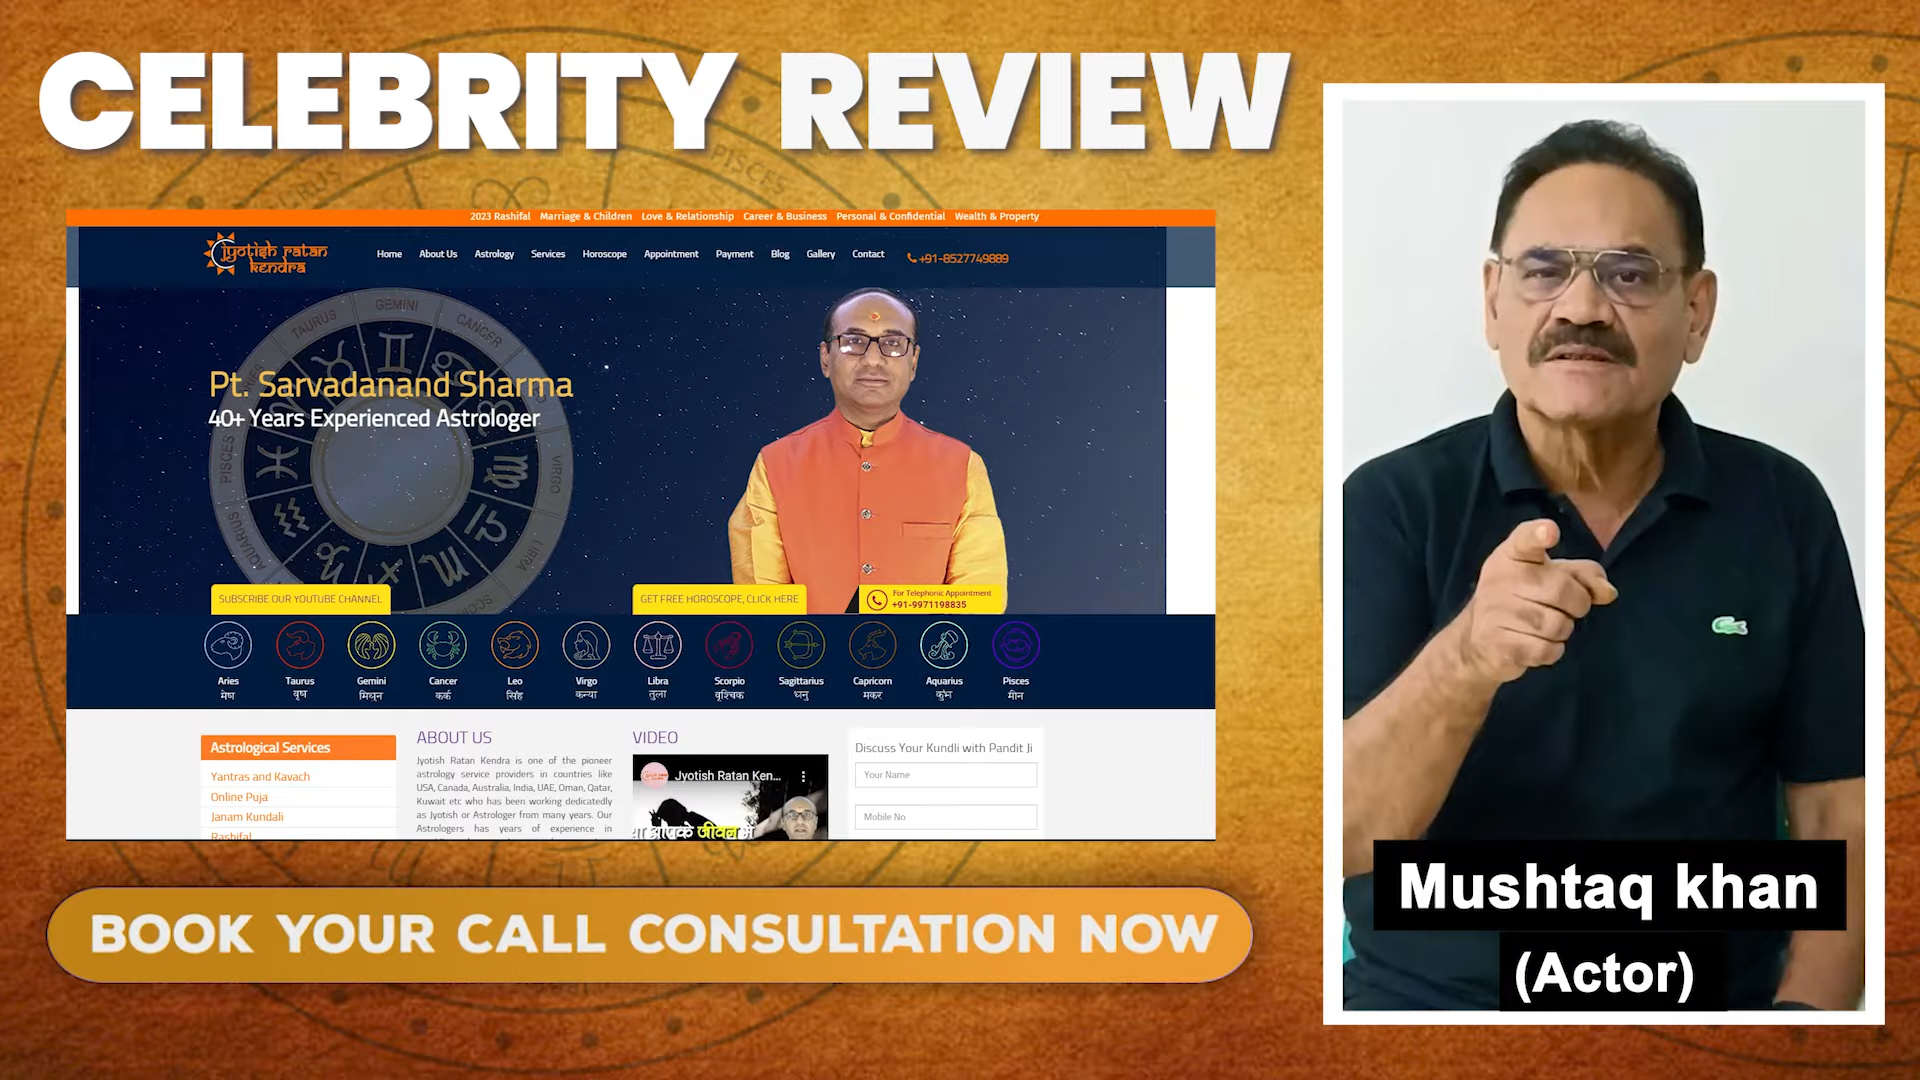 CELEBRITY REVIEW
2023 Rashifal Marriage & Children Love & Relationship Career & Business Personal & Confidential Wealth & Property
jyotish ratan
kendra
Home About Us Astrology Services Horoscope Appointment Payment Blog Gallery Contact +91-8527749889
GEMINI
TAURUS
CANCER
PISCES
VIRGO
AQUARIUS
LIBRA
SCORPIO
Pt. Sarvadanand Sharma
40+ Years Experienced Astrologer
SUBSCRIBE OUR YOUTUBE CHANNEL
GET FREE HOROSCOPE, CLICK HERE
For Telephonic Appointment
+91-9971198835
Aries Taurus Gemini Cancer Leo Virgo Libra Scorpio Sagittarius Capricorn Aquarius Pisces
मेष वृष मिथुन कर्क सिंह कन्या तुला वृश्चिक धनु मकर कुंभ मीन
Astrological Services
Yantras and Kavach
Online Puja
Janam Kundali
Rashifal
ABOUT US
Jyotish Ratan Kendra is one of the pioneer
astrology service providers in countries like
USA, Canada, Australia, India, UAE, Oman, Qatar,
Kuwait etc who has been working dedicatedly
as Jyotish or Astrologer from many years. Our
Astrologers has years of experience in
VIDEO
Jyotish Ratan Ken...
आपके जीवन में
Discuss Your Kundli with Pandit Ji
Your Name
Mobile No
BOOK YOUR CALL CONSULTATION NOW
Mushtaq khan
(Actor)
PISCES